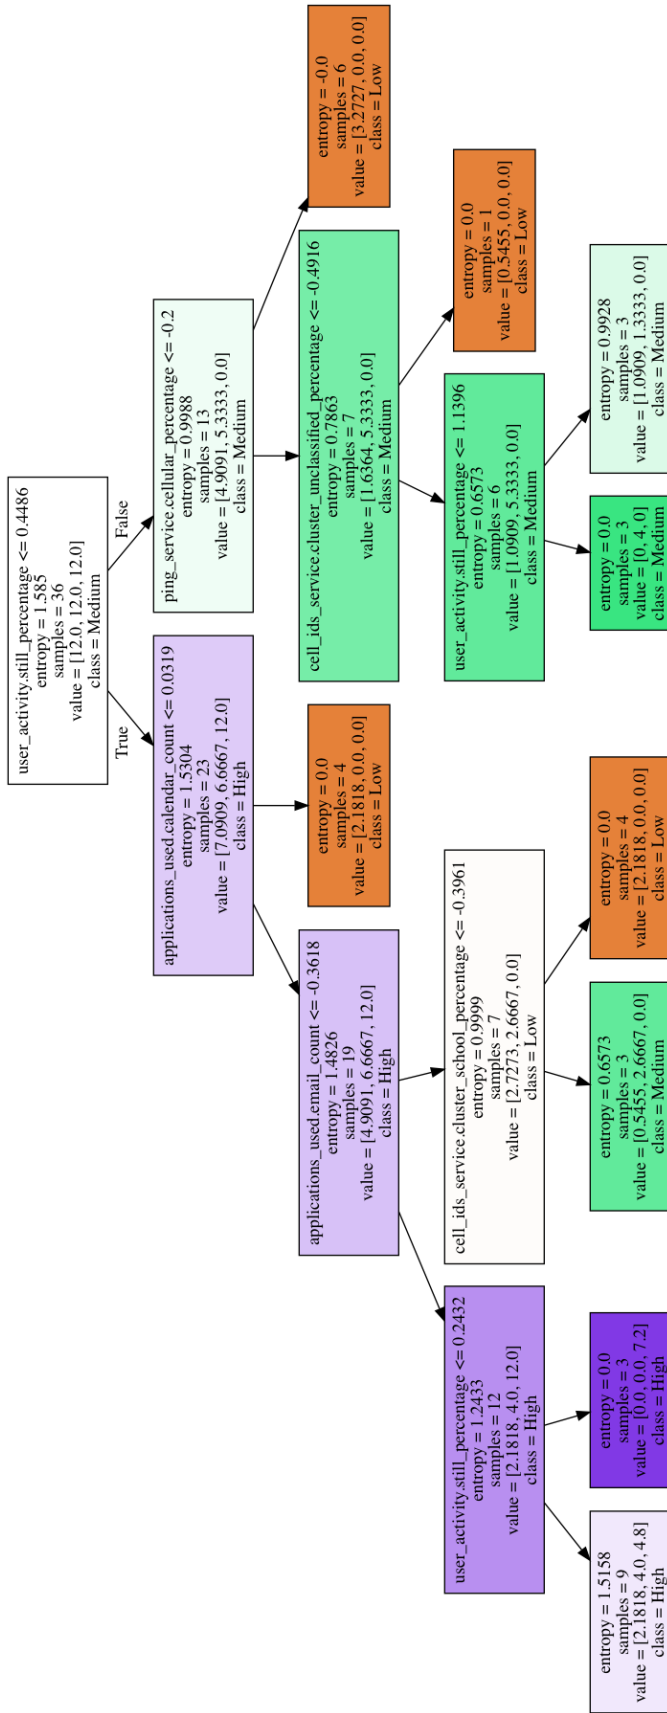 user_activity.still_percentage <= 0.4486
entropy = 1.585
samples = 36
value = [12.0, 12.0, 12.0]
class = Medium
True
False
applications_used.calendar_count <= 0.0319
entropy = 1.5304
samples = 23
value = [7.0909, 6.6667, 12.0]
class = High
ping_service.cellular_percentage <= -0.2
entropy = 0.9988
samples = 13
value = [4.9091, 5.3333, 0.0]
class = Medium
applications_used.email_count <= -0.3618
entropy = 1.4826
samples = 19
value = [4.9091, 6.6667, 12.0]
class = High
entropy = 0.0
samples = 4
value = [2.1818, 0.0, 0.0]
class = Low
cell_ids_service.cluster_unclassified_percentage <= -0.4916
entropy = 0.7863
samples = 7
value = [1.6364, 5.3333, 0.0]
class = Medium
entropy = -0.0
samples = 6
value = [3.2727, 0.0, 0.0]
class = Low
user_activity.still_percentage <= 0.2432
entropy = 1.2433
samples = 12
value = [2.1818, 4.0, 12.0]
class = High
cell_ids_service.cluster_school_percentage <= -0.3961
entropy = 0.9999
samples = 7
value = [2.7273, 2.6667, 0.0]
class = Low
user_activity.still_percentage <= 1.1396
entropy = 0.6573
samples = 6
value = [1.0909, 5.3333, 0.0]
class = Medium
entropy = 0.0
samples = 1
value = [0.5455, 0.0, 0.0]
class = Low
entropy = 1.5158
samples = 9
value = [2.1818, 4.0, 4.8]
class = High
entropy = 0.0
samples = 3
value = [0.0, 0.0, 7.2]
class = High
entropy = 0.6573
samples = 3
value = [0.5455, 2.6667, 0.0]
class = Medium
entropy = 0.0
samples = 4
value = [2.1818, 0.0, 0.0]
class = Low
entropy = 0.0
samples = 3
value = [0, 4, 0]
class = Medium
entropy = 0.9928
samples = 3
value = [1.0909, 1.3333, 0.0]
class = Medium